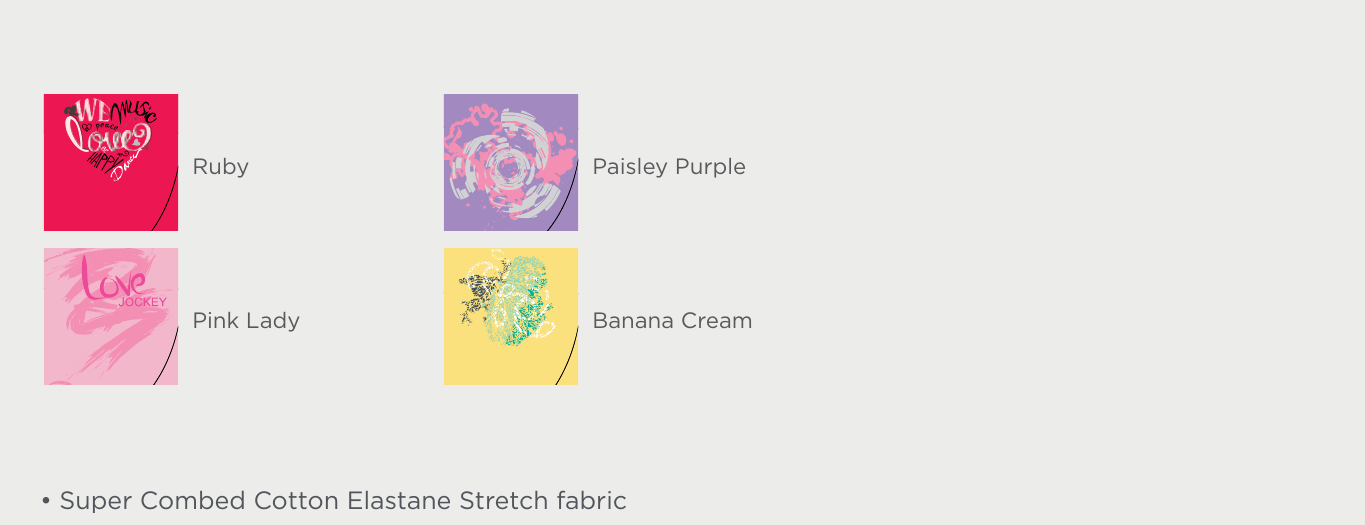 WE Music
peace
Love
HAPPY
Dance
Ruby
Paisley Purple
Love
JOCKEY
Pink Lady
Banana Cream
• Super Combed Cotton Elastane Stretch fabric